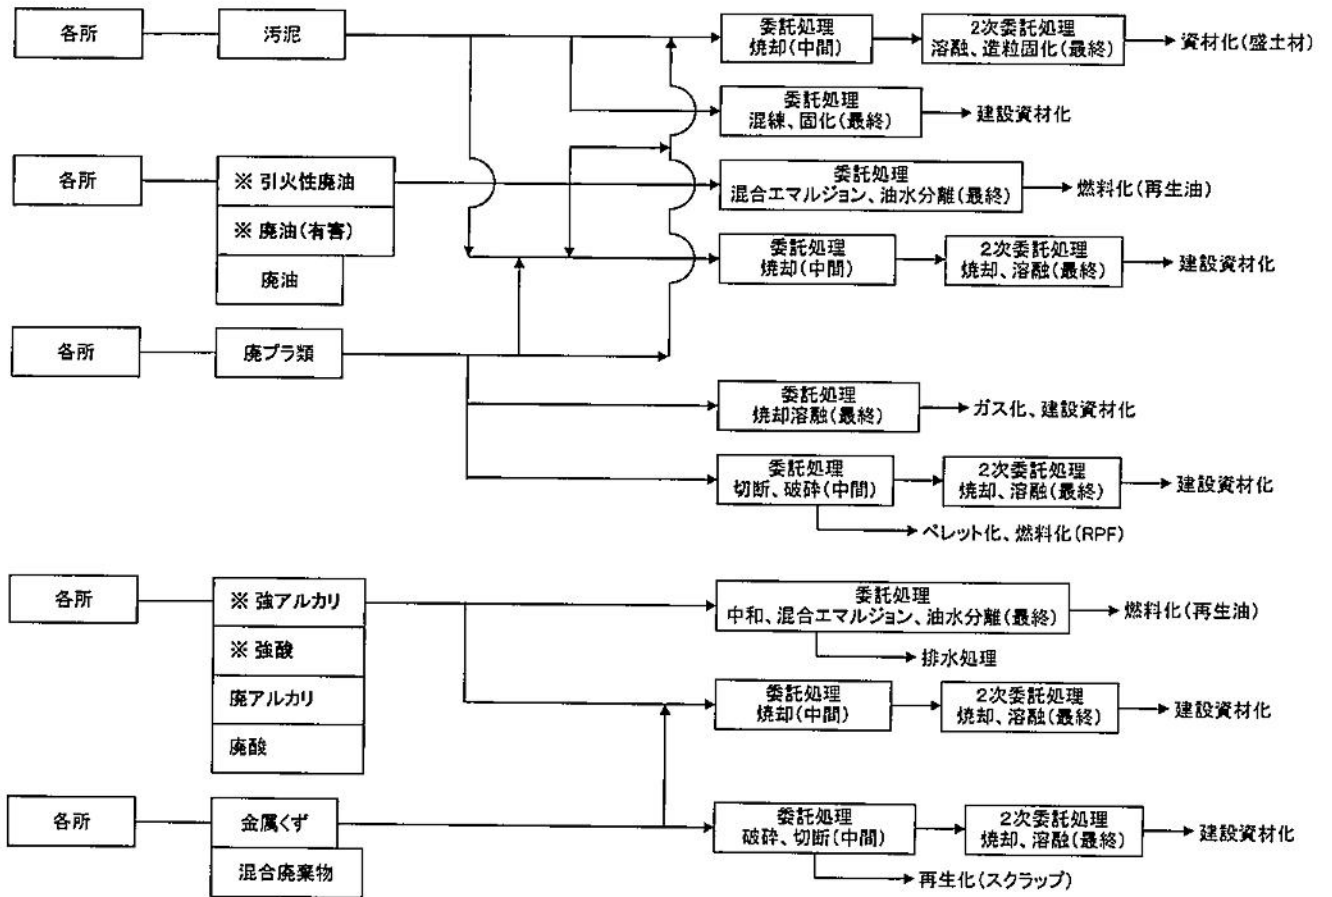 各所
汚泥
委託処理
焼却(中間)
2次委託処理
溶融、造粒固化(最終)
資材化(盛土材)
委託処理
混練、固化(最終)
建設資材化
各所
※ 引火性廃油
※ 廃油(有害)
廃油
委託処理
混合エマルジョン、油水分離(最終)
燃料化(再生油)
委託処理
焼却(中間)
2次委託処理
焼却、溶融(最終)
建設資材化
各所
廃プラ類
委託処理
焼却溶融(最終)
ガス化、建設資材化
委託処理
切断、破砕(中間)
2次委託処理
焼却、溶融(最終)
建設資材化
ペレット化、燃料化(RPF)
各所
※ 強アルカリ
※ 強酸
廃アルカリ
廃酸
委託処理
中和、混合エマルジョン、油水分離(最終)
燃料化(再生油)
排水処理
委託処理
焼却(中間)
2次委託処理
焼却、溶融(最終)
建設資材化
各所
金属くず
混合廃棄物
委託処理
破砕、切断(中間)
2次委託処理
焼却、溶融(最終)
建設資材化
再生化(スクラップ)